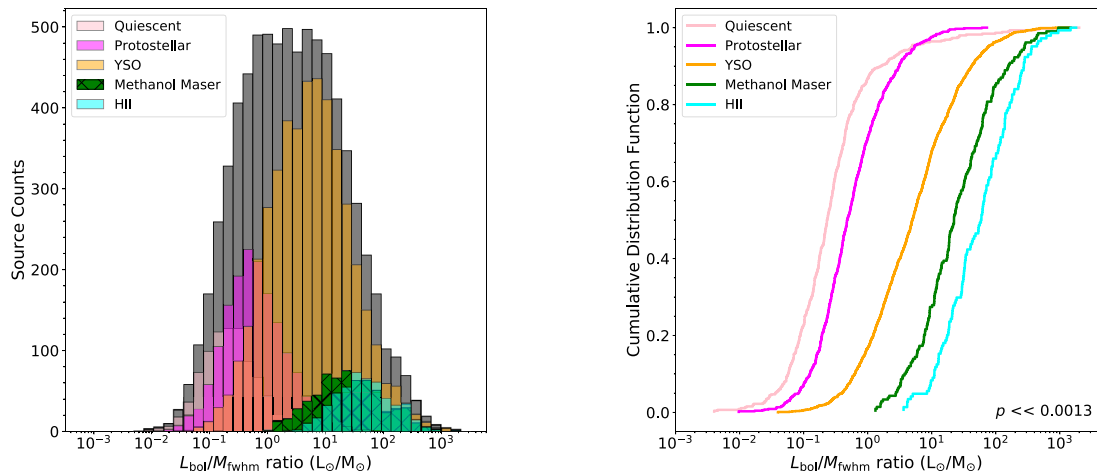 Quiescent
Protostellar
YSO
Methanol Maser
HII
500
400
300
200
100
0
Source Counts
10⁻³ 10⁻² 10⁻¹ 10⁰ 10¹ 10² 10³
L_bol/M_fwhm ratio (L⊙/M⊙)
Quiescent
Protostellar
YSO
Methanol Maser
HII
1.0
0.8
0.6
0.4
0.2
0.0
Cumulative Distribution Function
p << 0.0013
10⁻³ 10⁻² 10⁻¹ 10⁰ 10¹ 10² 10³
L_bol/M_fwhm ratio (L⊙/M⊙)